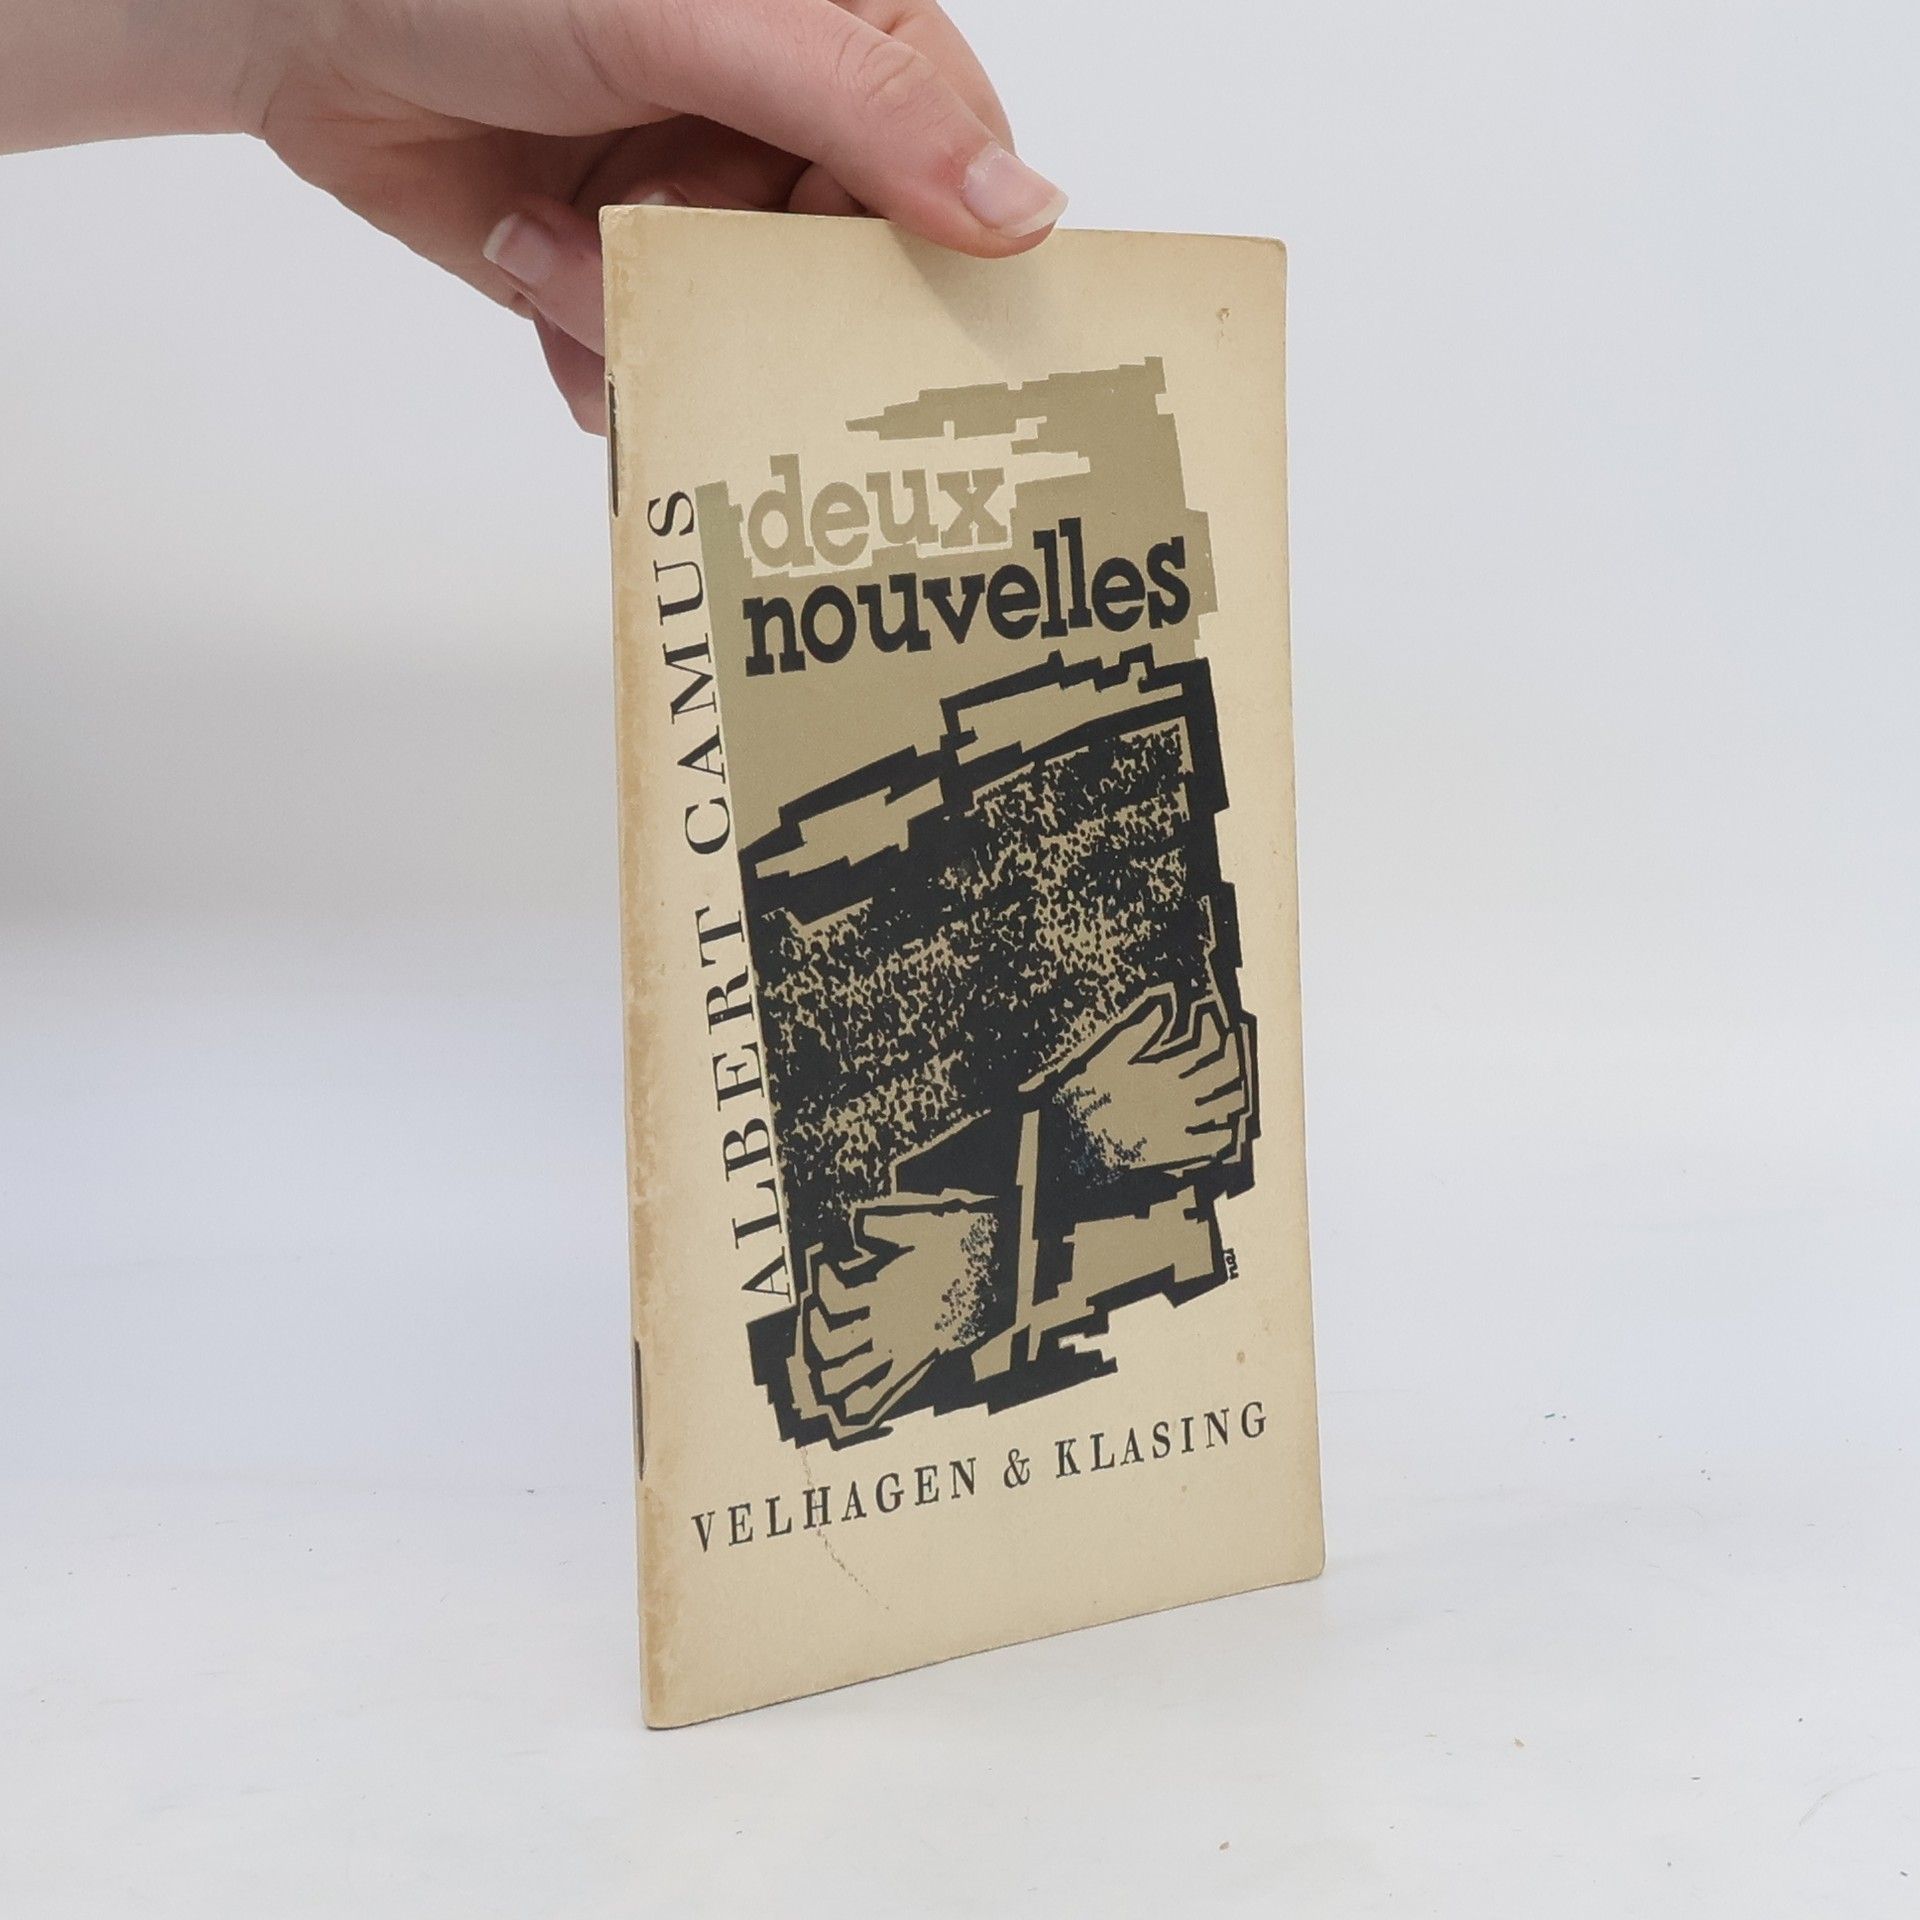 deux
nouvelles
ALBERT CAMUS
VELHAGEN & KLASING